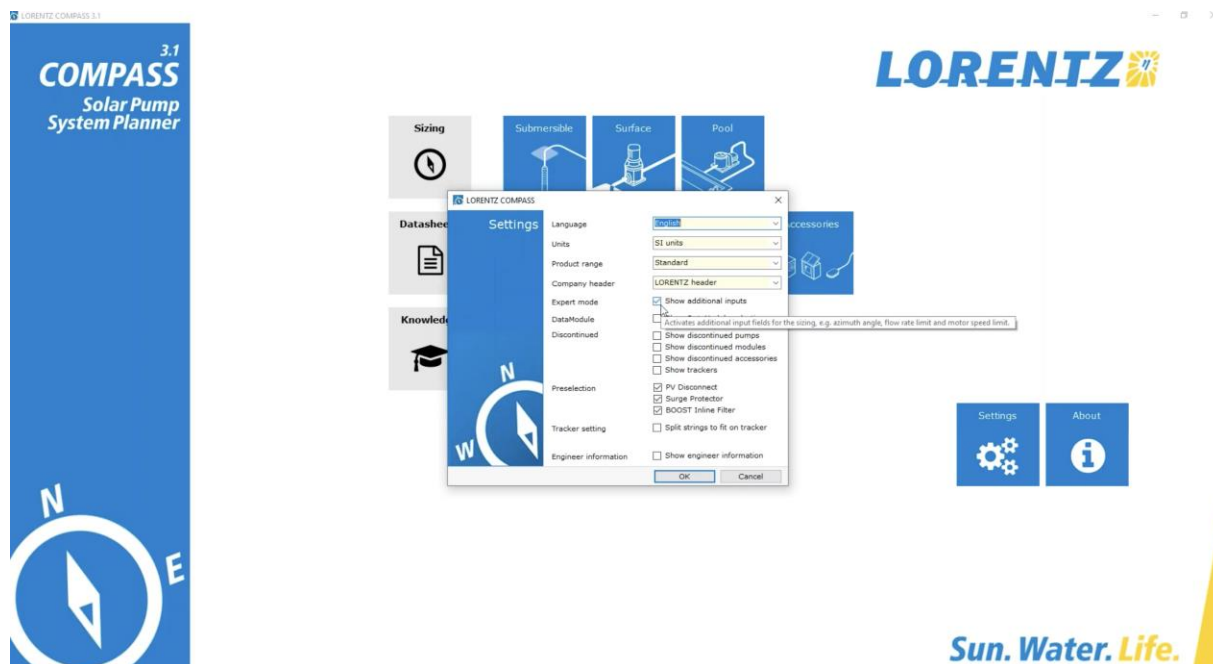 LORENTZ COMPASS 3.1
3.1
COMPASS
Solar Pump
System Planner
LORENTZ
Sizing
Submersible
Surface
Pool
Datashee
ccessories
Knowled
LORENTZ COMPASS
Settings
Language English
Units SI units
Product range Standard
Company header LORENTZ header
Expert mode Show additional inputs
DataModule
Activates additional input fields for the sizing, e.g. azimuth angle, flow rate limit and motor speed limit.
Discontinued Show discontinued pumps
Show discontinued modules
Show discontinued accessories
Show trackers
Preselection PV Disconnect
Surge Protector
BOOST Inline Filter
Tracker setting Split strings to fit on tracker
Engineer information Show engineer information
OK Cancel
N
W
Settings
About
N
E
Sun. Water. Life.